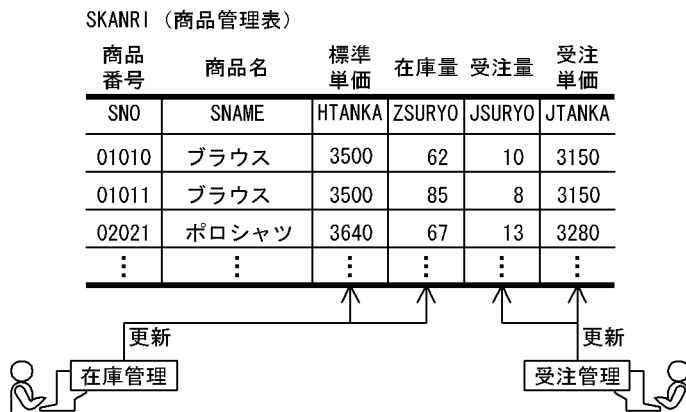 SKANRI（商品管理表）
商品番号 商品名 標準単価 在庫量 受注量 受注単価
SNO SNAME HTANKA ZSURYO JSURYO JTANKA
01010 ブラウス 3500 62 10 3150
01011 ブラウス 3500 85 8 3150
02021 ポロシャツ 3640 67 13 3280
⋮ ⋮ ⋮ ⋮ ⋮ ⋮
更新 更新
在庫管理 受注管理